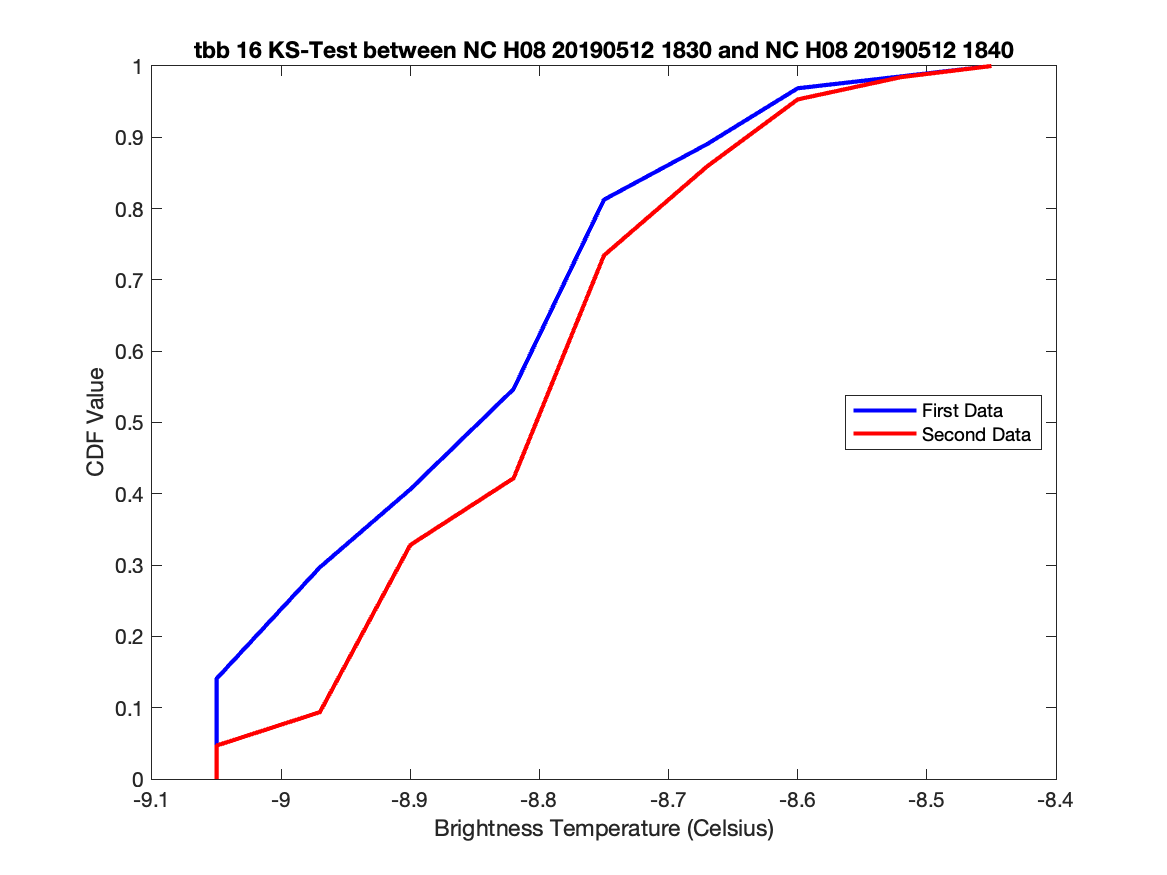 tbb 16 KS-Test between NC H08 20190512 1830 and NC H08 20190512 1840
1
0.9
0.8
0.7
0.6
0.5
0.4
0.3
0.2
0.1
0
CDF Value
First Data
Second Data
-9.1 -9 -8.9 -8.8 -8.7 -8.6 -8.5 -8.4
Brightness Temperature (Celsius)